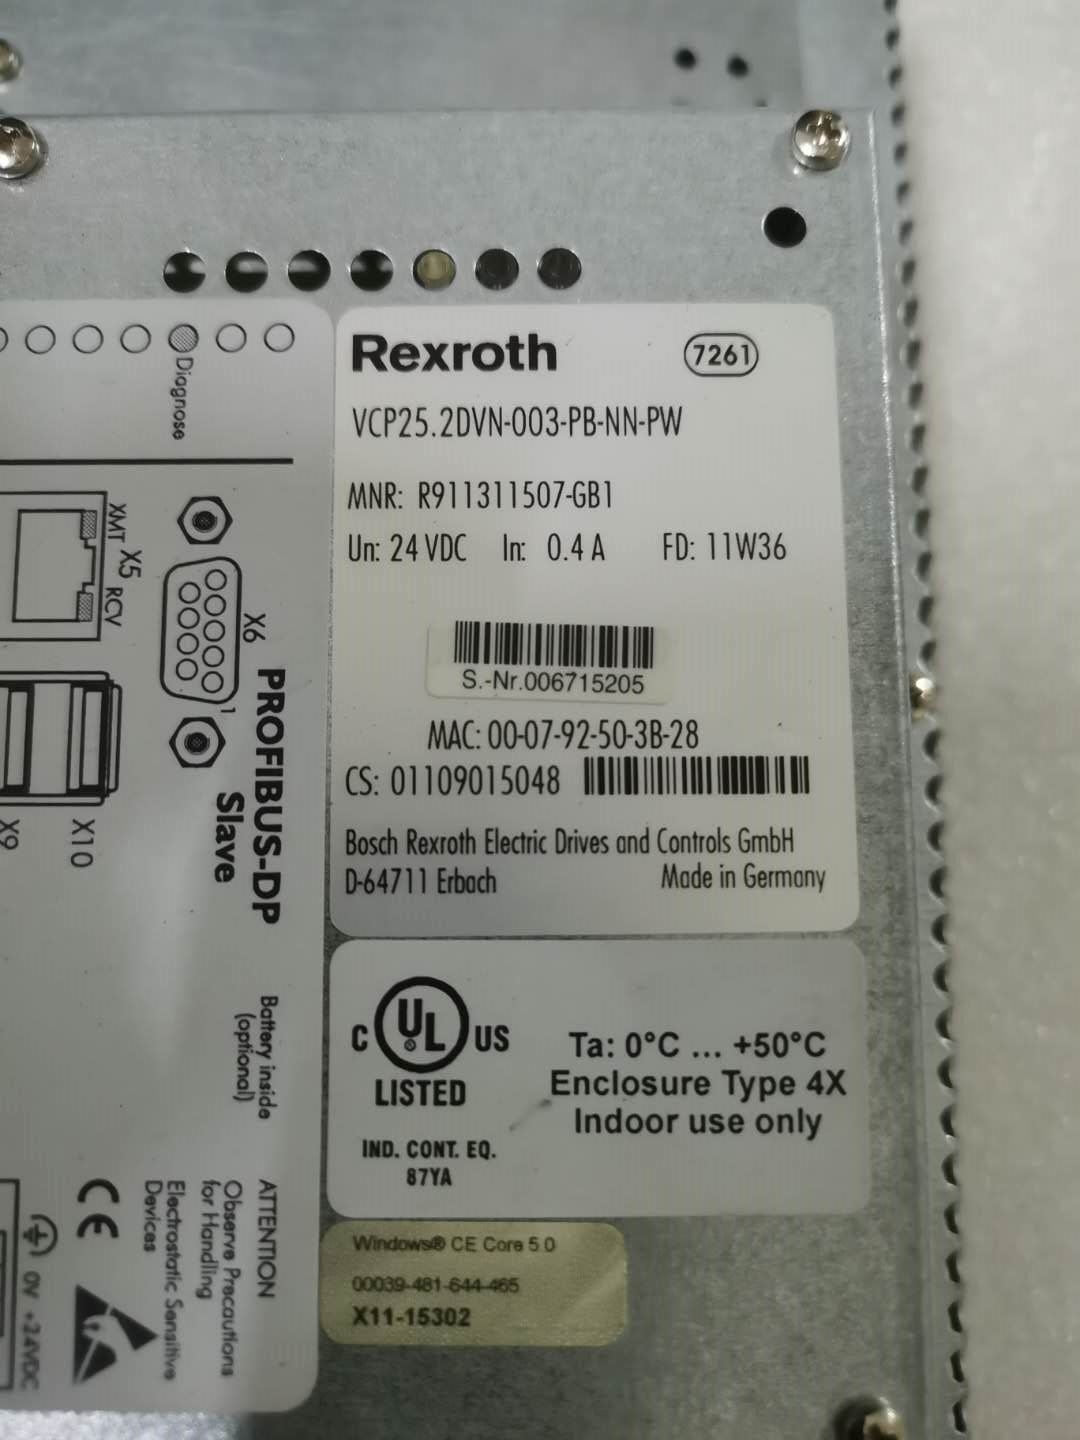 Rexroth 7261
VCP25.2DVN-003-PB-NN-PW
MNR: R911311507-GB1
Un: 24 VDC In: 0.4 A FD: 11W36
S.-Nr.006715205
MAC: 00-07-92-50-3B-28
CS: 01109015048
Bosch Rexroth Electric Drives and Controls GmbH
D-64711 Erbach Made in Germany
C UL US
LISTED
IND. CONT. EQ.
87YA
Ta: 0°C ... +50°C
Enclosure Type 4X
Indoor use only
Windows® CE Core 5.0
00039-481-644-465
X11-15302
Diagnose
XMT X5 RCV
X6
1
PROFIBUS-DP
Slave
X9
X10
Battery inside
(optional)
ATTENTION
Observe Precautions
for Handling
Electrostatic Sensitive
Devices
CE
0V +24VDC